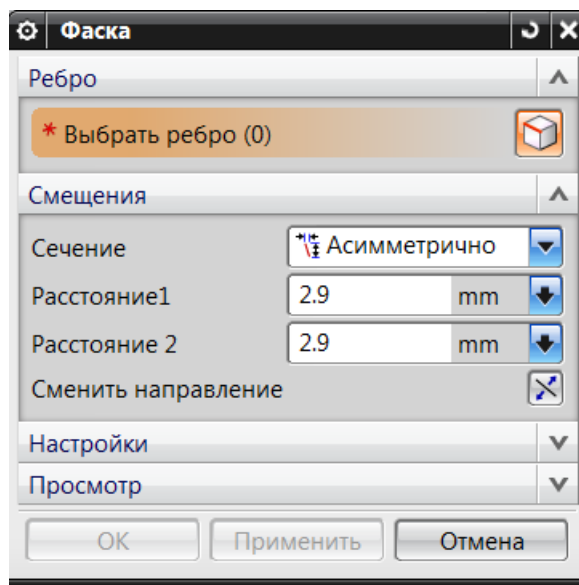 Фаска
Ребро
* Выбрать ребро (0)
Смещения
Сечение Асимметрично
Расстояние1 2.9 mm
Расстояние 2 2.9 mm
Сменить направление
Настройки
Просмотр
OK Применить Отмена